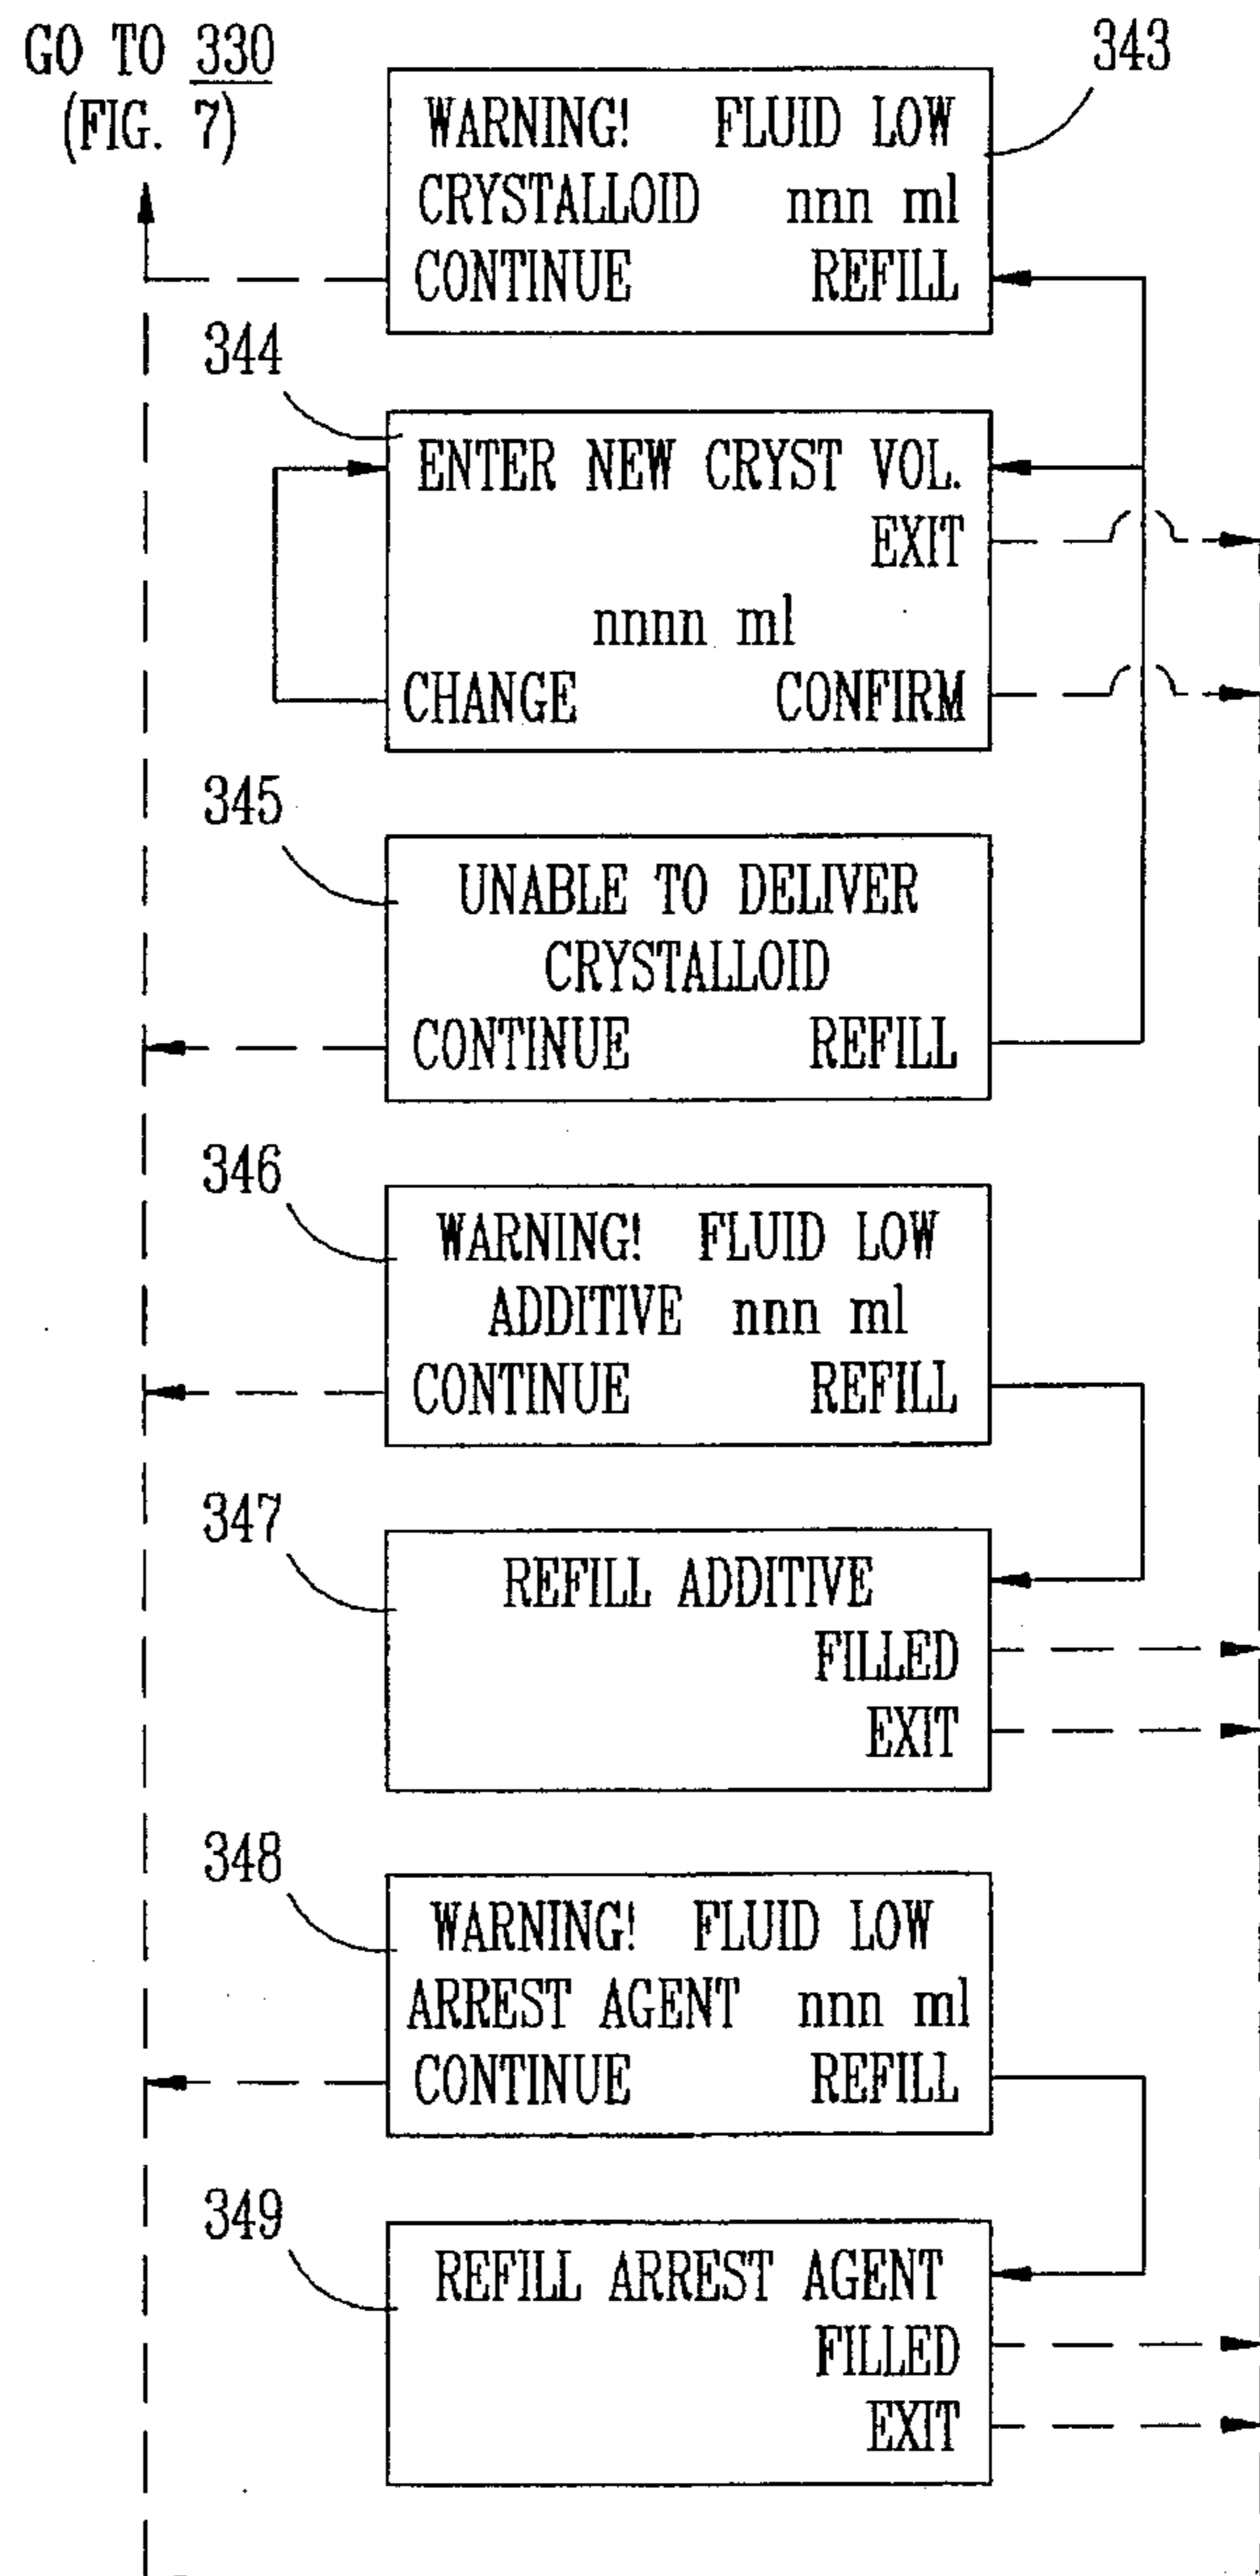 GO TO 330
(FIG. 7)
343
WARNING! FLUID LOW
CRYSTALLOID nnn ml
CONTINUE REFILL
344
ENTER NEW CRYST VOL.
EXIT
nnnn ml
CHANGE CONFIRM
345
UNABLE TO DELIVER
CRYSTALLOID
CONTINUE REFILL
346
WARNING! FLUID LOW
ADDITIVE nnn ml
CONTINUE REFILL
347
REFILL ADDITIVE
FILLED
EXIT
348
WARNING! FLUID LOW
ARREST AGENT nnn ml
CONTINUE REFILL
349
REFILL ARREST AGENT
FILLED
EXIT